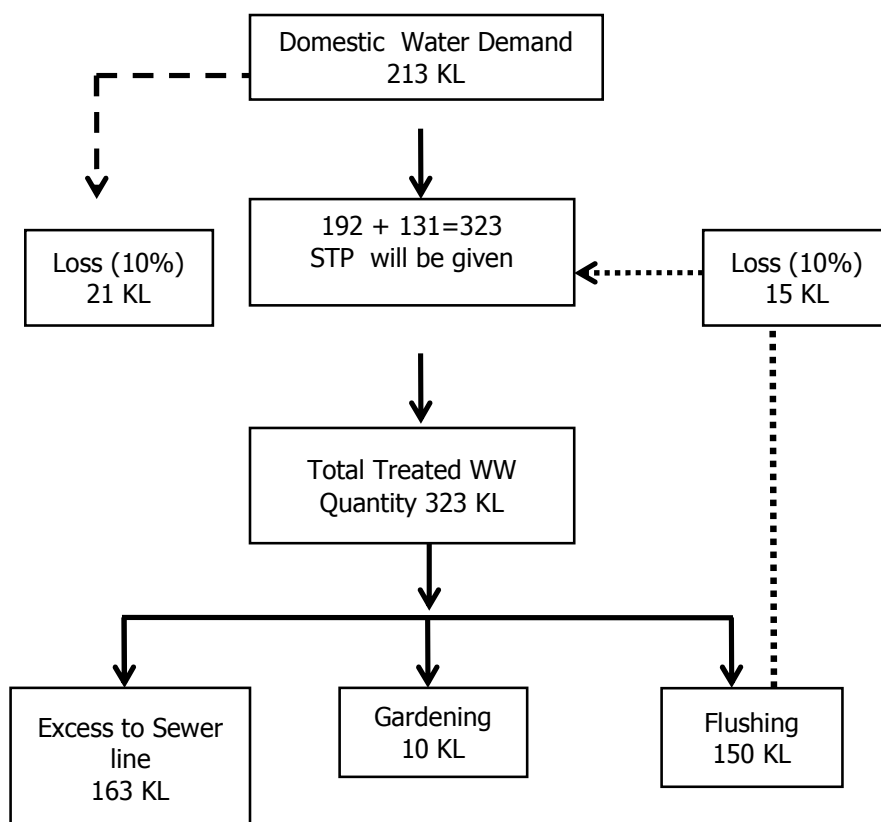 Domestic Water Demand
213 KL
192 + 131=323
STP will be given
Loss (10%)
21 KL
Loss (10%)
15 KL
Total Treated WW
Quantity 323 KL
Excess to Sewer
line
163 KL
Gardening
10 KL
Flushing
150 KL